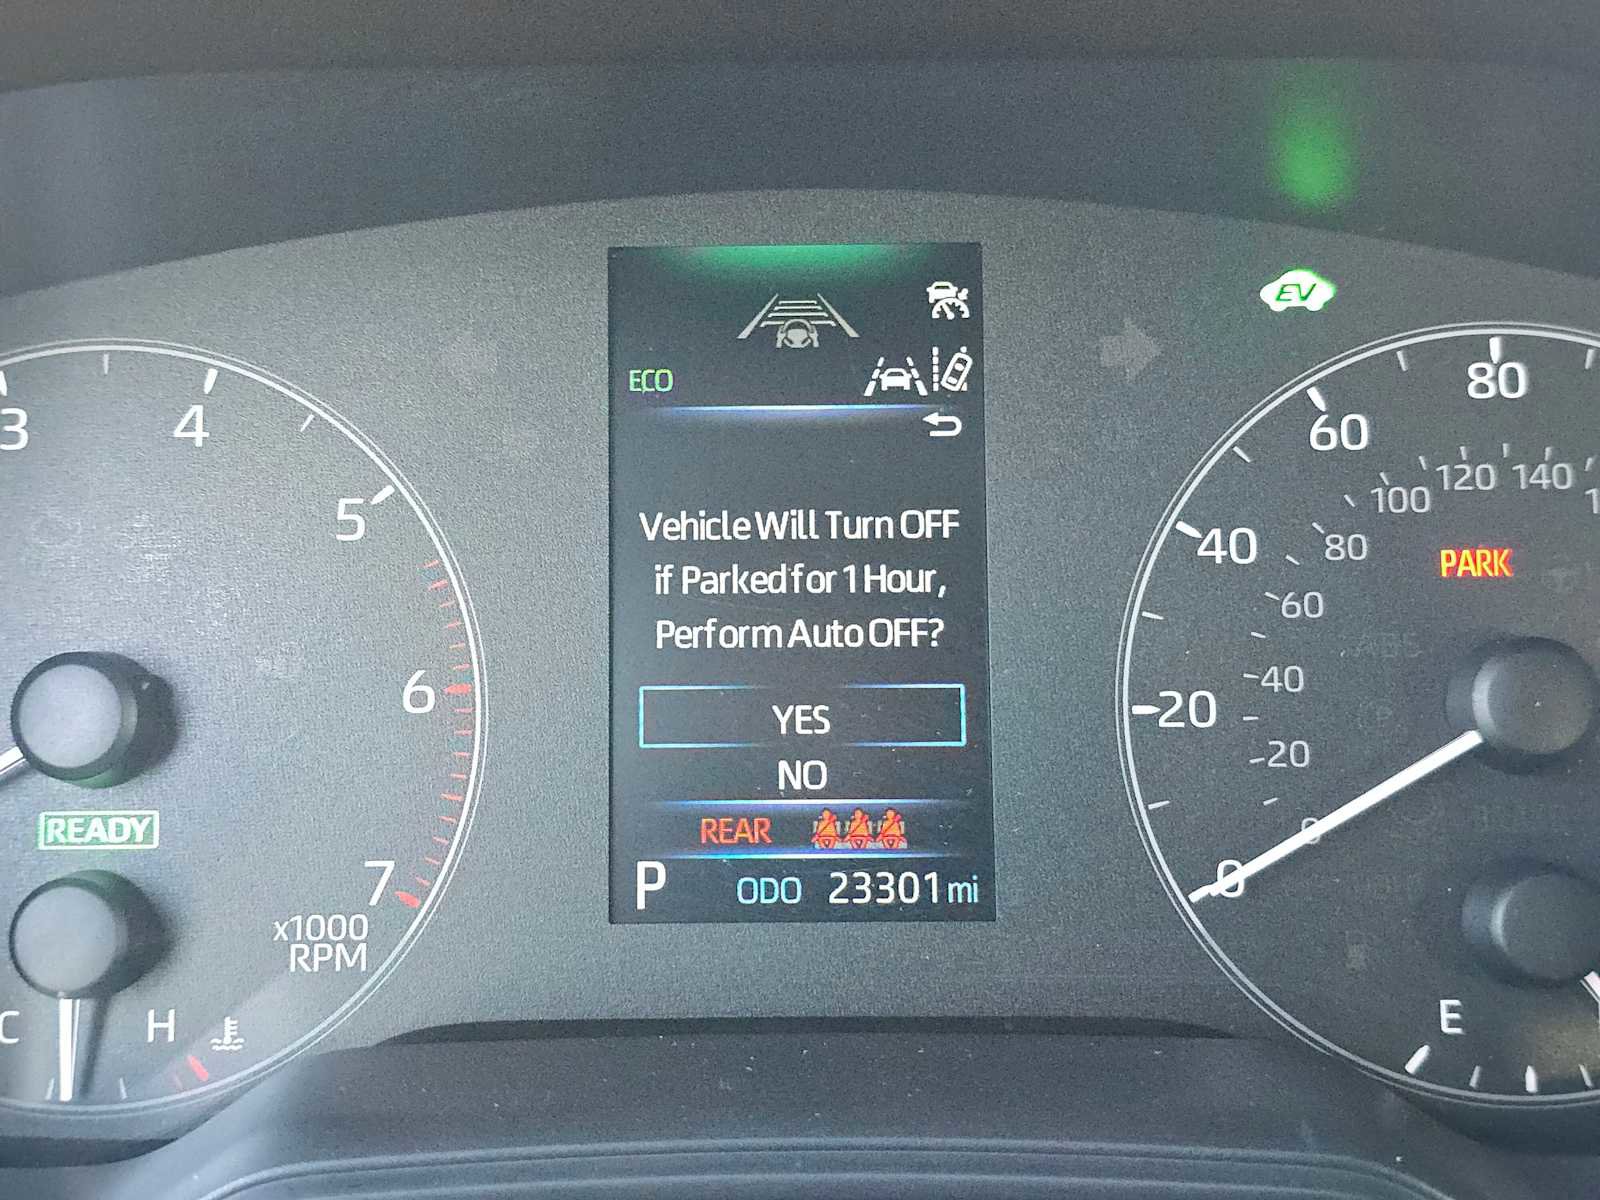 EV
ECO
Vehicle Will Turn OFF
if Parked for 1 Hour,
Perform Auto OFF?
YES
NO
REAR
P ODO 23301 mi
3
4
5
6
7
x1000
RPM
READY
C H
80
60
40
20
0
140
120
100
80
60
40
20
0
PARK
ABS
E